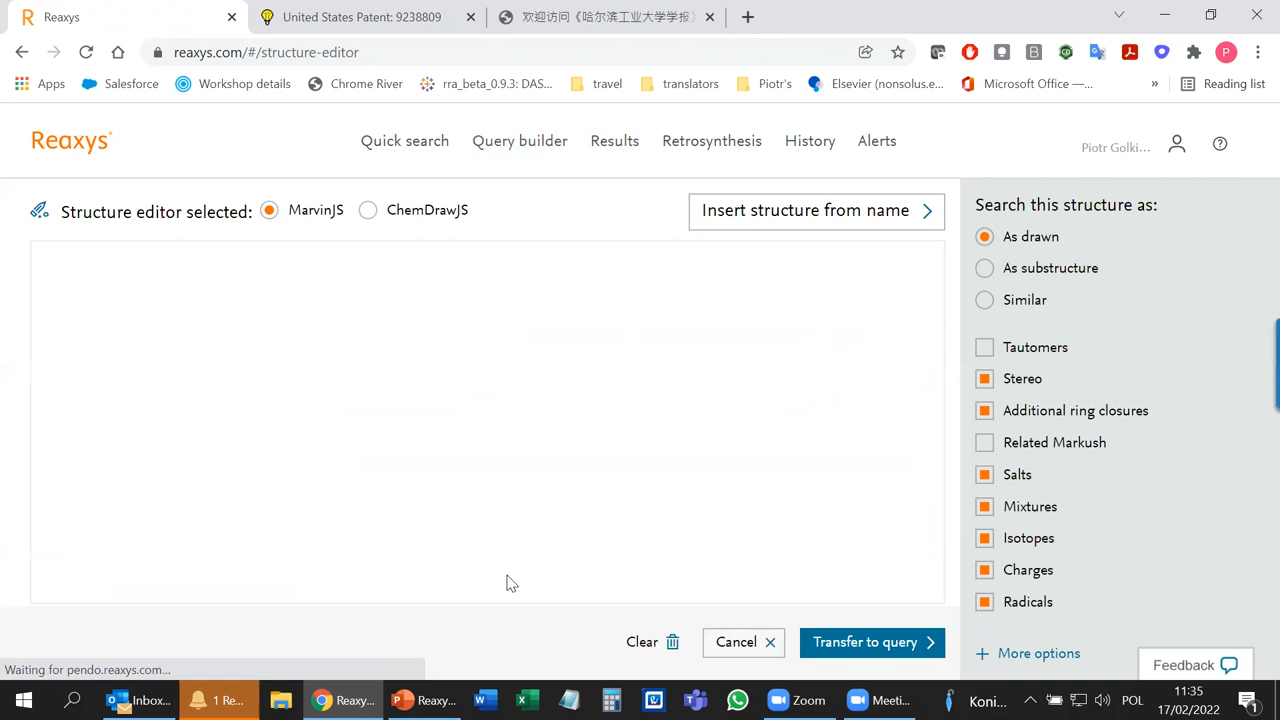 Reaxys
United States Patent: 9238809
欢迎访问《哈尔滨工业大学学报》
reaxys.com/#/structure-editor
Apps
Salesforce
Workshop details
Chrome River
rra_beta_0.9.3: DAS...
travel
translators
Piotr's
Elsevier (nonsolus.e...
Microsoft Office —...
»
Reading list
Reaxys
Quick search
Query builder
Results
Retrosynthesis
History
Alerts
Piotr Golki...
Structure editor selected:
MarvinJS
ChemDrawJS
Insert structure from name
Search this structure as:
As drawn
As substructure
Similar
Tautomers
Stereo
Additional ring closures
Related Markush
Salts
Mixtures
Isotopes
Charges
Radicals
+ More options
Clear
Cancel
Transfer to query
Feedback
Waiting for pendo.reaxys.com...
Inbox...
1 Re...
Reaxy...
Reaxy...
Zoom
Meeti...
Koni...
POL
11:35
17/02/2022
1